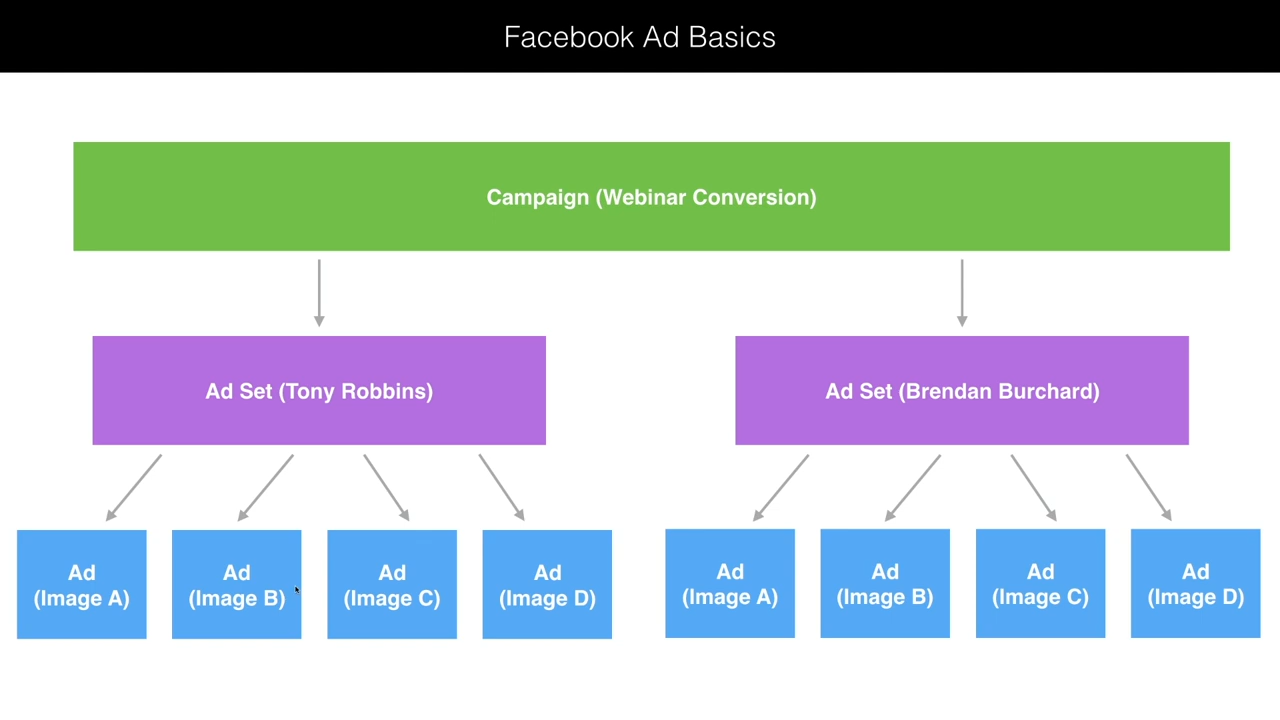 Facebook Ad Basics
Campaign (Webinar Conversion)
Ad Set (Tony Robbins)
Ad Set (Brendan Burchard)
Ad
(Image A)
Ad
(Image B)
Ad
(Image C)
Ad
(Image D)
Ad
(Image A)
Ad
(Image B)
Ad
(Image C)
Ad
(Image D)